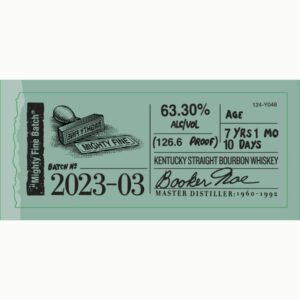 "Mighty Fine Batch"
MIGHTY FINE
BATCH Nº
2023-03
63.30%
ALC/VOL
(126.6 PROOF)
124-Y048
AGE
7 YRS 1 MO
10 DAYS
KENTUCKY STRAIGHT BOURBON WHISKEY
Booker Noe
MASTER DISTILLER: 1960-1992